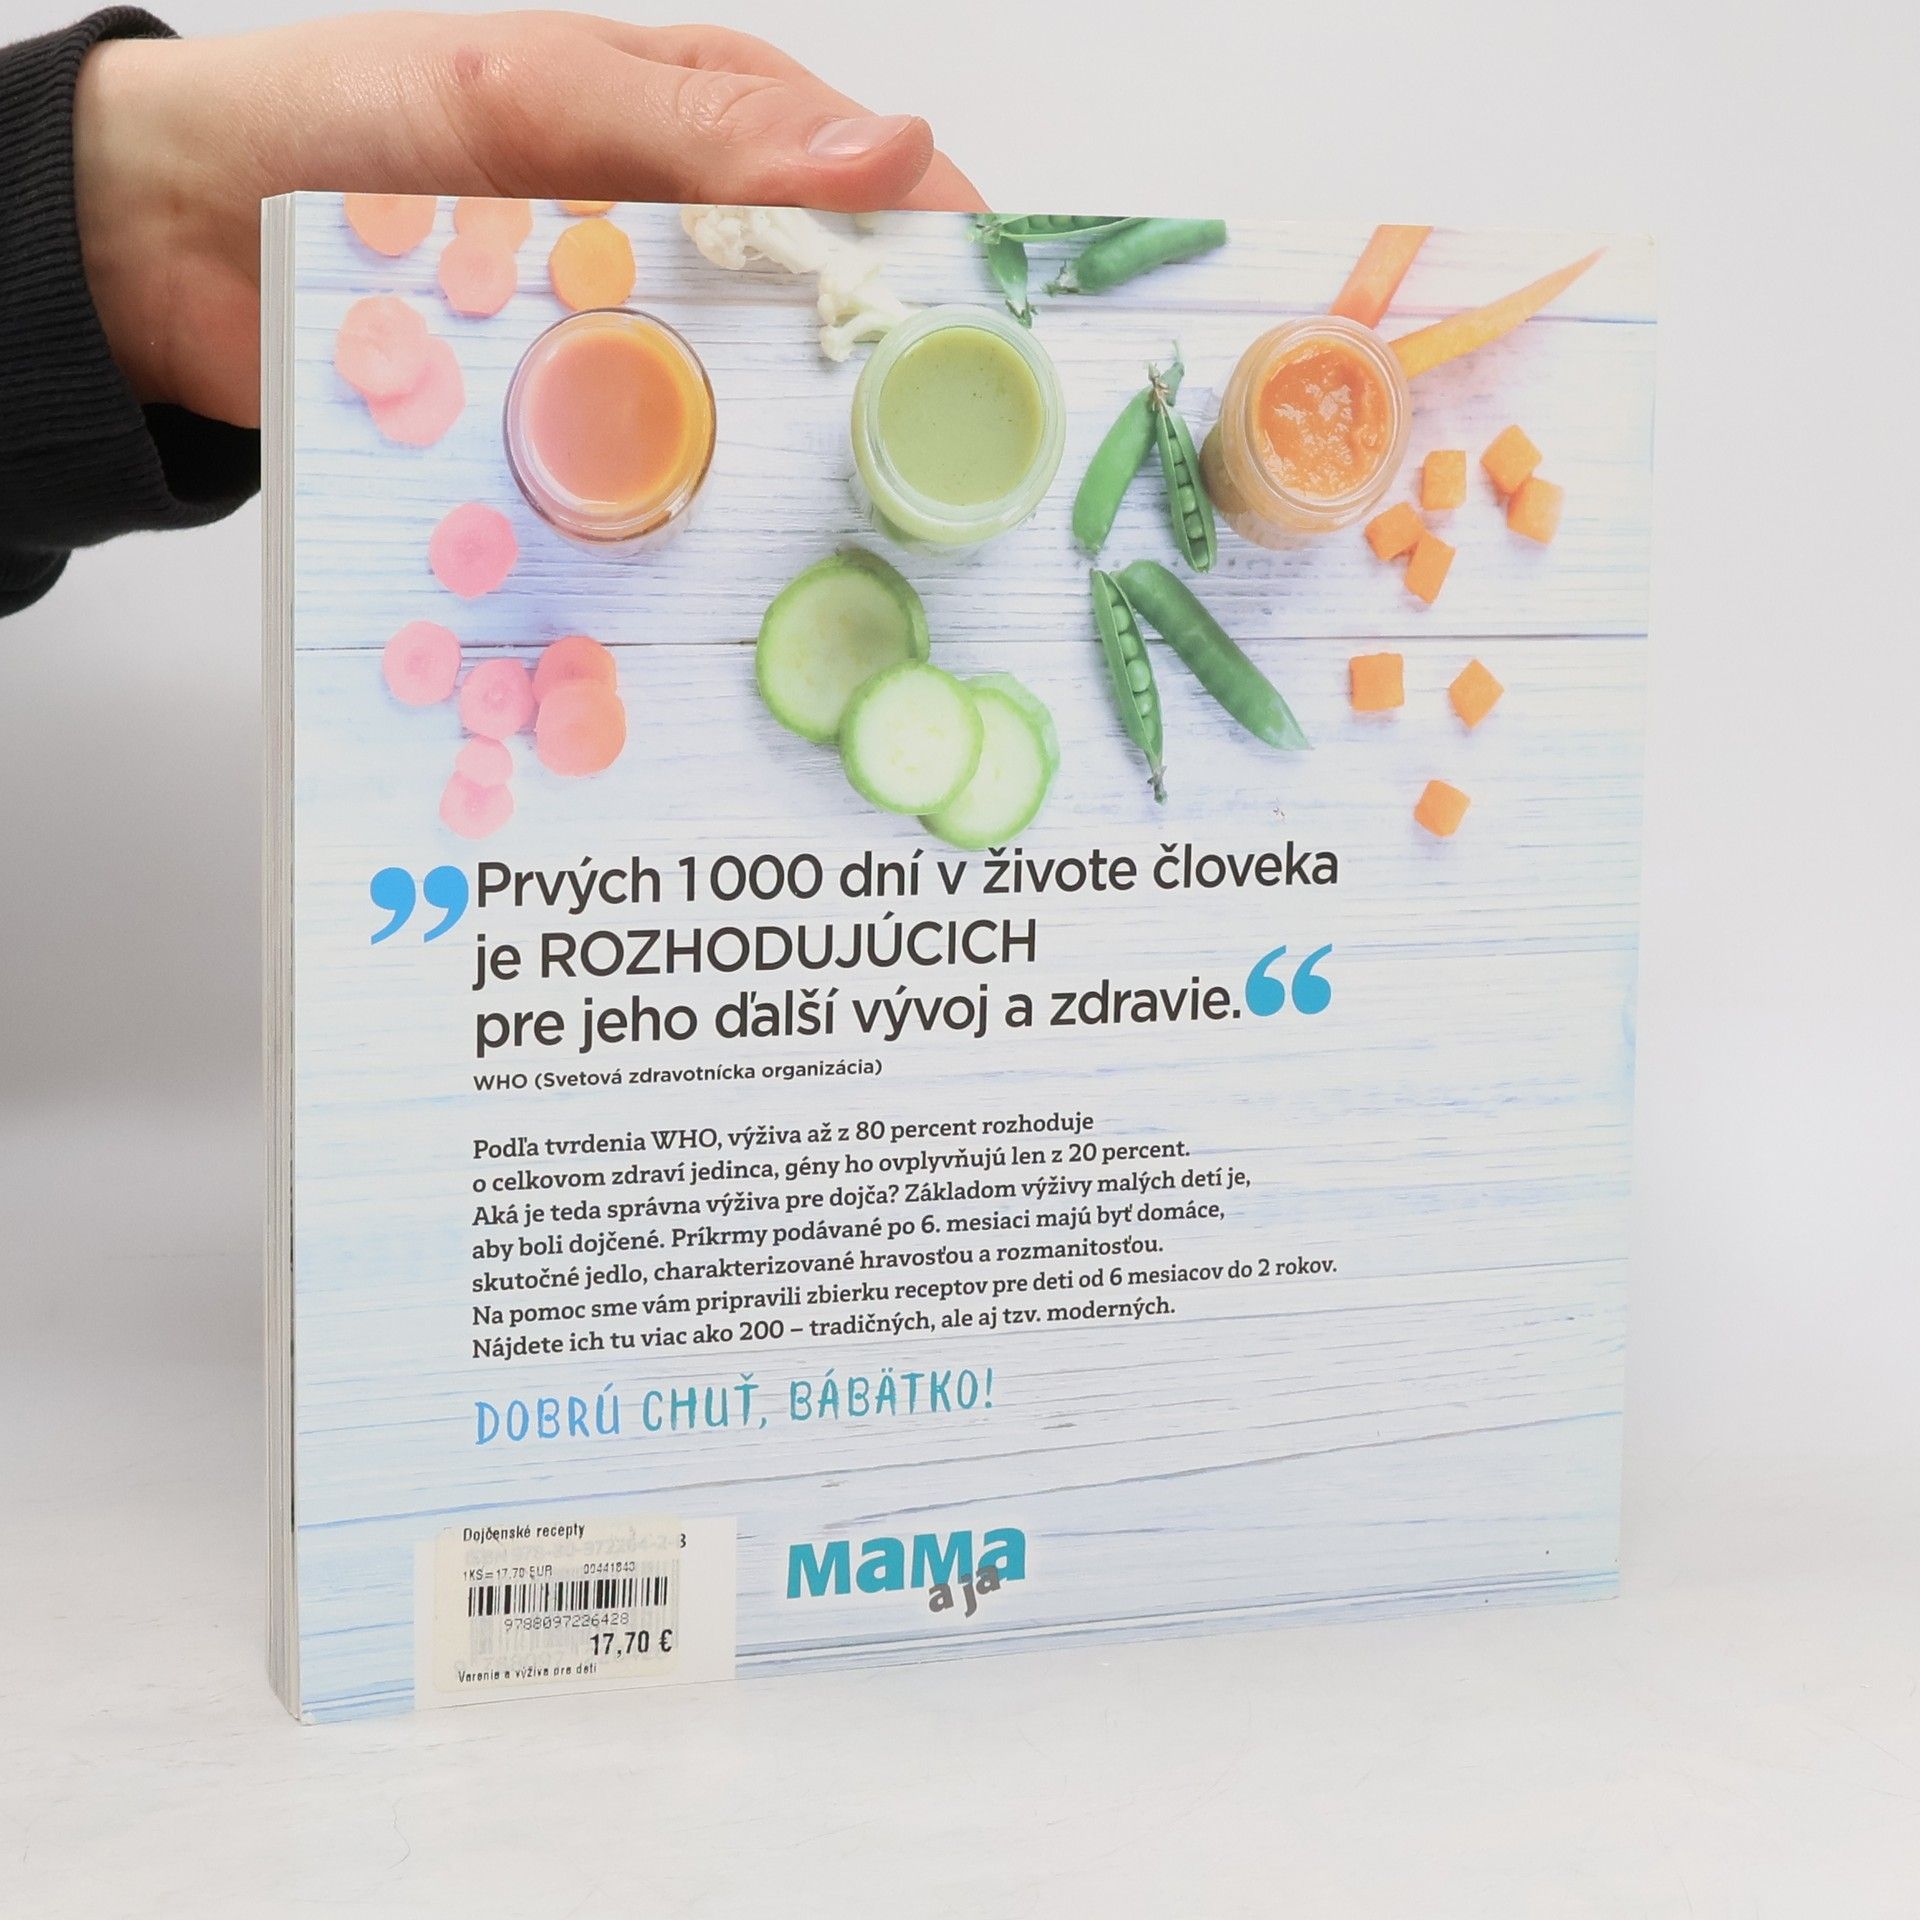 „Prvých 1 000 dní v živote človeka
je ROZHODUJÚCICH
pre jeho ďalší vývoj a zdravie.“
WHO (Svetová zdravotnícka organizácia)
Podľa tvrdenia WHO, výživa až z 80 percent rozhoduje
o celkovom zdraví jedinca, gény ho ovplyvňujú len z 20 percent.
Aká je teda správna výživa pre dojča? Základom výživy malých detí je,
aby boli dojčené. Príkrmy podávané po 6. mesiaci majú byť domáce,
skutočné jedlo, charakterizované hravosťou a rozmanitosťou.
Na pomoc sme vám pripravili zbierku receptov pre deti od 6 mesiacov do 2 rokov.
Nájdete ich tu viac ako 200 – tradičných, ale aj tzv. moderných.
DOBRÚ CHUŤ, BÁBÄTKO!
MaMa
a ja
Dojčenské recepty
1KS=17.70 EUR 00441843
9788097226428
17,70 €
Varenie a výživa pre deti